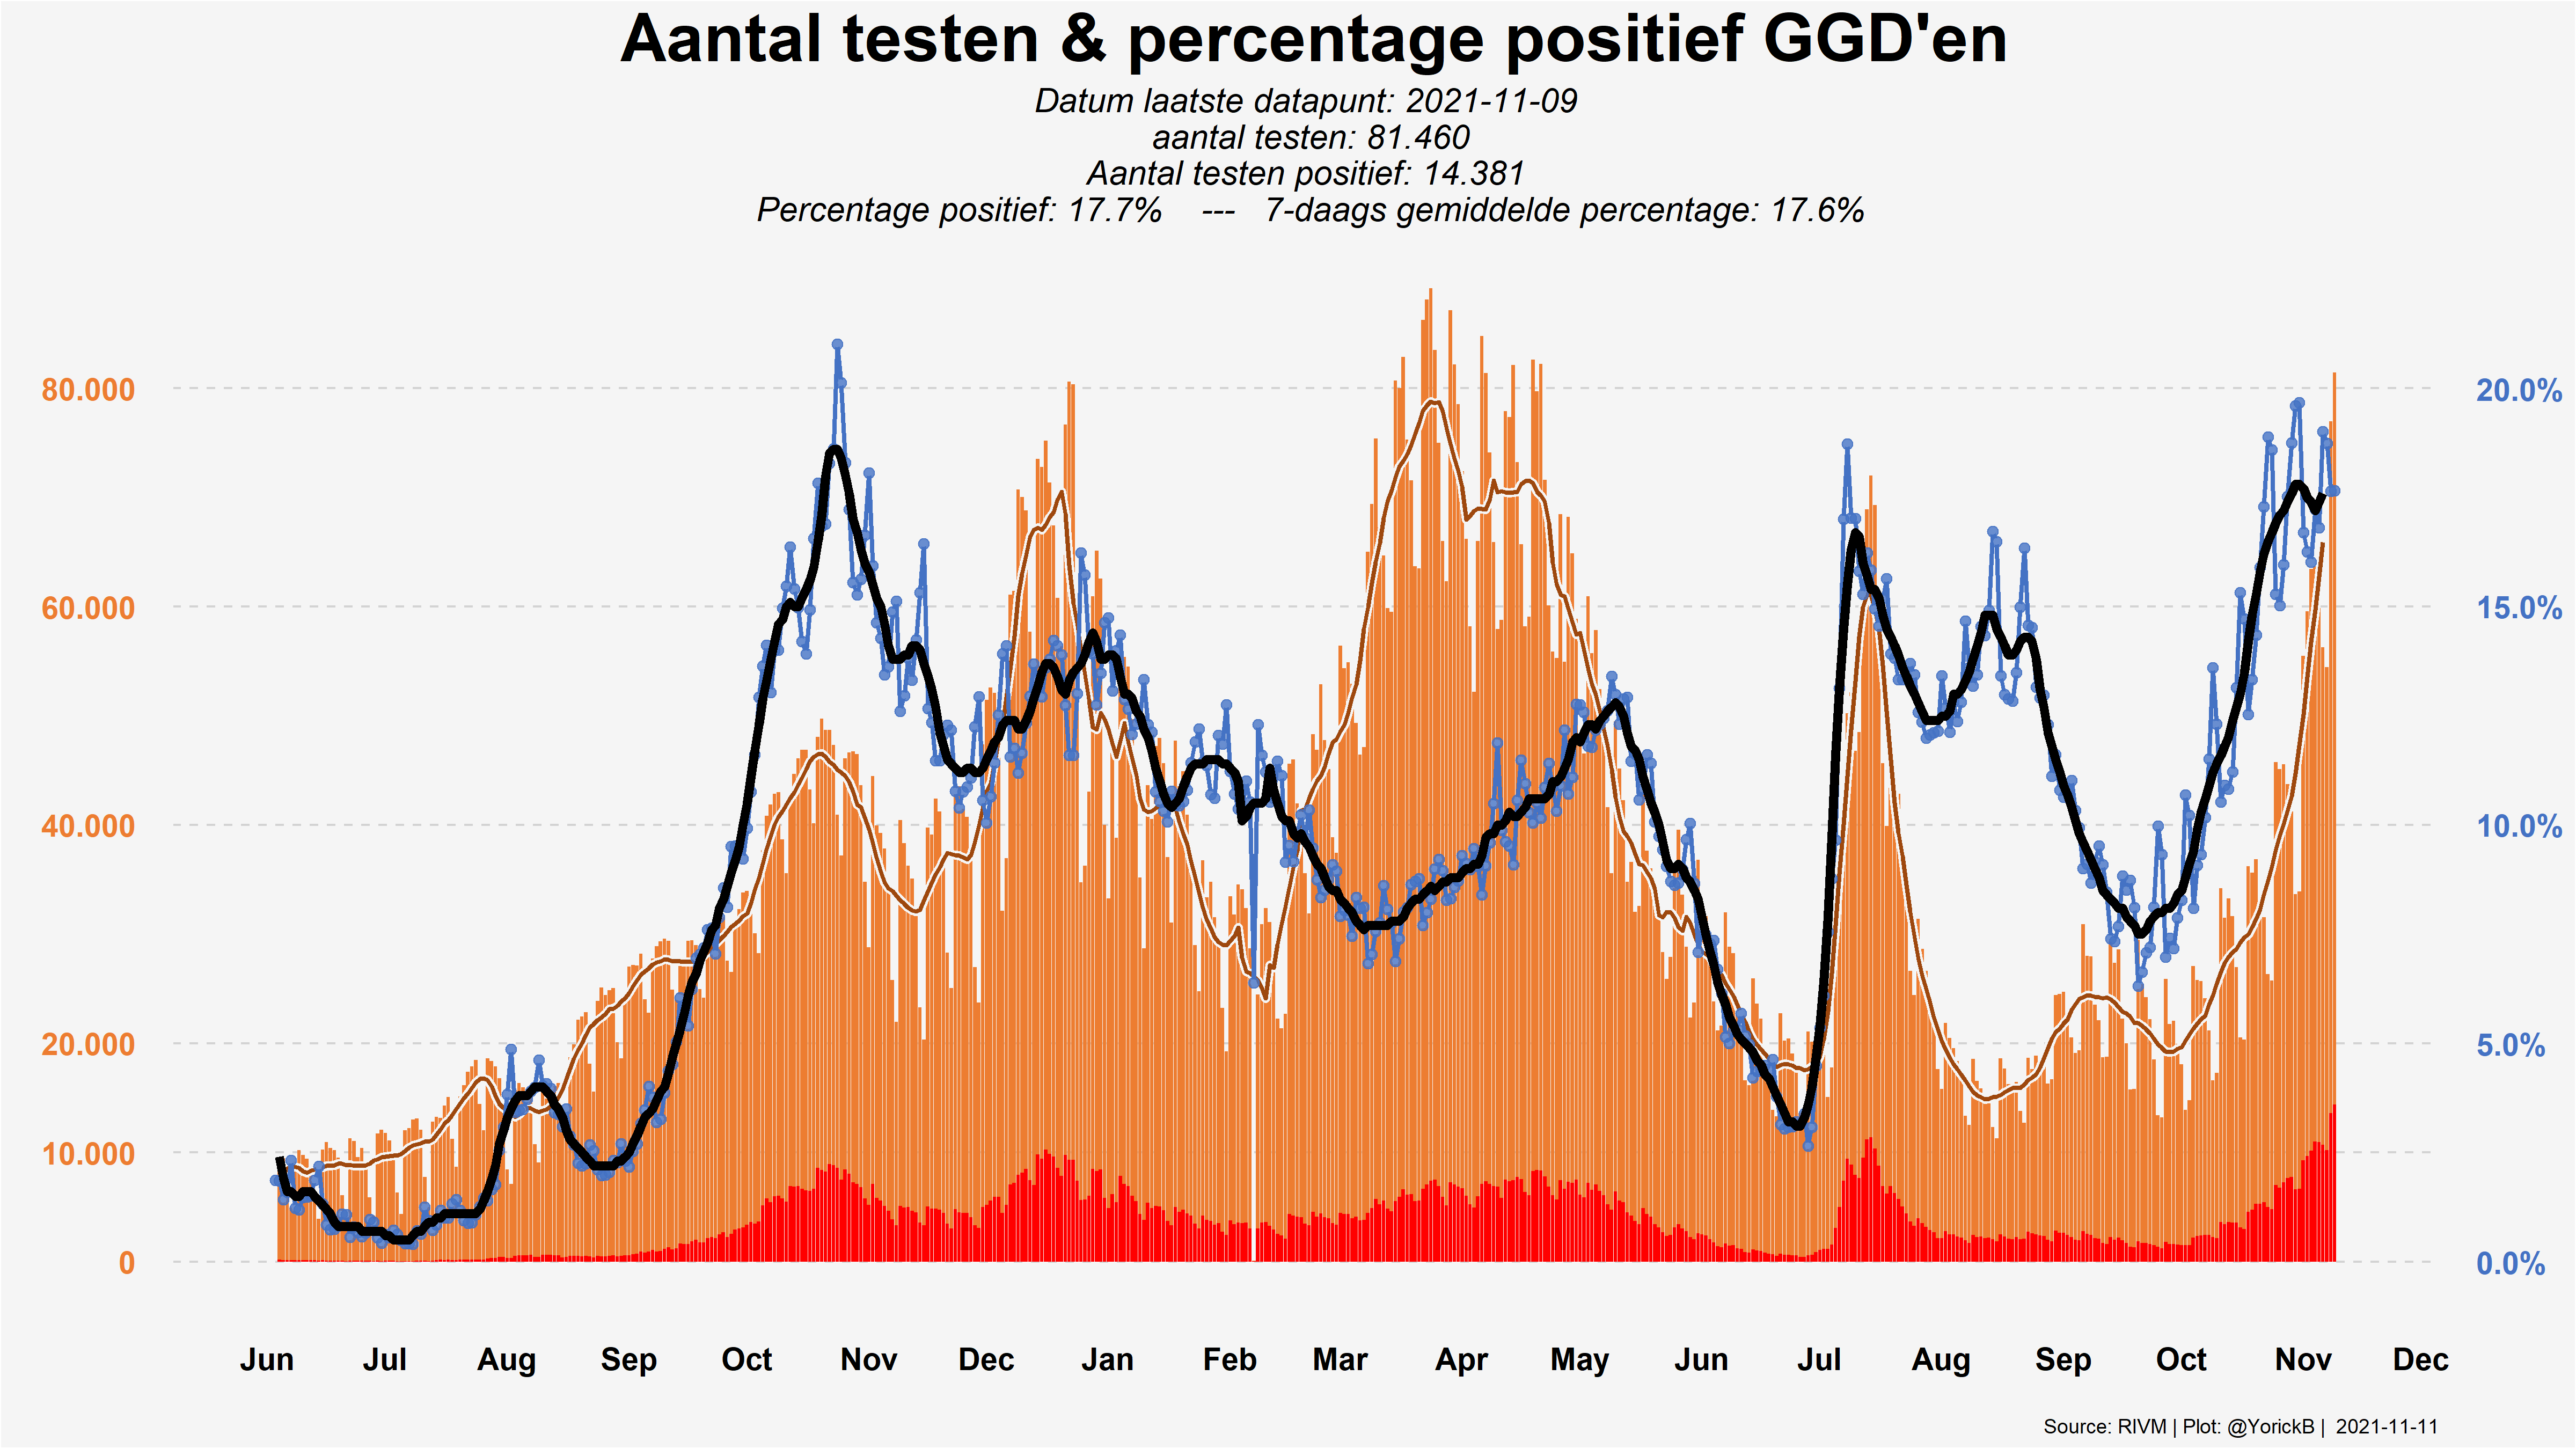 Aantal testen & percentage positief GGD'en
Datum laatste datapunt: 2021-11-09
aantal testen: 81.460
Aantal testen positief: 14.381
Percentage positief: 17.7% --- 7-daags gemiddelde percentage: 17.6%
80.000 20.0%
60.000 15.0%
40.000 10.0%
20.000 5.0%
10.000
0 0.0%
Jun Jul Aug Sep Oct Nov Dec Jan Feb Mar Apr May Jun Jul Aug Sep Oct Nov Dec
Source: RIVM | Plot: @YorickB | 2021-11-11